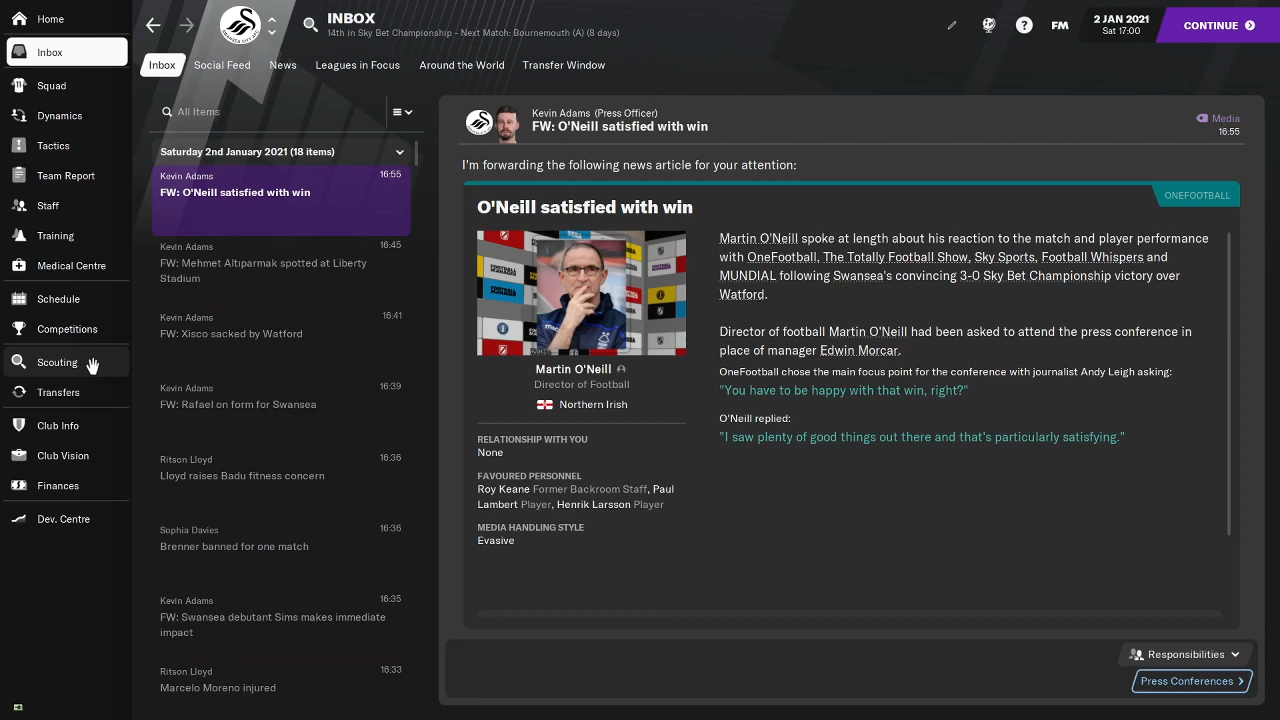 Home
Inbox
Squad
Dynamics
Tactics
Team Report
Staff
Training
Medical Centre
Schedule
Competitions
Scouting
Transfers
Club Info
Club Vision
Finances
Dev. Centre
INBOX
14th in Sky Bet Championship - Next Match: Bournemouth (A) (8 days)
FM
2 JAN 2021
Sat 17:00
CONTINUE
Inbox
Social Feed
News
Leagues in Focus
Around the World
Transfer Window
All Items
Saturday 2nd January 2021 (18 items)
Kevin Adams
16:55
FW: O'Neill satisfied with win
Kevin Adams
16:45
FW: Mehmet Altıparmak spotted at Liberty
Stadium
Kevin Adams
16:41
FW: Xisco sacked by Watford
Kevin Adams
16:39
FW: Rafael on form for Swansea
Ritson Lloyd
16:36
Lloyd raises Badu fitness concern
Sophia Davies
16:36
Brenner banned for one match
Kevin Adams
16:35
FW: Swansea debutant Sims makes immediate
impact
Ritson Lloyd
16:33
Marcelo Moreno injured
Kevin Adams (Press Officer)
FW: O'Neill satisfied with win
Media
16:55
I'm forwarding the following news article for your attention:
ONEFOOTBALL
O'Neill satisfied with win
Martin O'Neill
Director of Football
Northern Irish
RELATIONSHIP WITH YOU
None
FAVOURED PERSONNEL
Roy Keane Former Backroom Staff, Paul
Lambert Player, Henrik Larsson Player
MEDIA HANDLING STYLE
Evasive
Martin O'Neill spoke at length about his reaction to the match and player performance
with OneFootball, The Totally Football Show, Sky Sports, Football Whispers and
MUNDIAL following Swansea's convincing 3-0 Sky Bet Championship victory over
Watford.
Director of football Martin O'Neill had been asked to attend the press conference in
place of manager Edwin Morcar.
OneFootball chose the main focus point for the conference with journalist Andy Leigh asking:
"You have to be happy with that win, right?"
O'Neill replied:
"I saw plenty of good things out there and that's particularly satisfying."
Responsibilities
Press Conferences